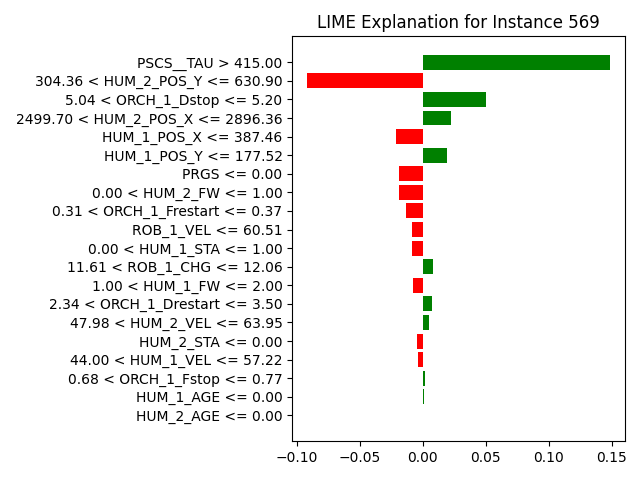 LIME Explanation for Instance 569
PSCS__TAU > 415.00
304.36 < HUM_2_POS_Y <= 630.90
5.04 < ORCH_1_Dstop <= 5.20
2499.70 < HUM_2_POS_X <= 2896.36
HUM_1_POS_X <= 387.46
HUM_1_POS_Y <= 177.52
PRGS <= 0.00
0.00 < HUM_2_FW <= 1.00
0.31 < ORCH_1_Frestart <= 0.37
ROB_1_VEL <= 60.51
0.00 < HUM_1_STA <= 1.00
11.61 < ROB_1_CHG <= 12.06
1.00 < HUM_1_FW <= 2.00
2.34 < ORCH_1_Drestart <= 3.50
47.98 < HUM_2_VEL <= 63.95
HUM_2_STA <= 0.00
44.00 < HUM_1_VEL <= 57.22
0.68 < ORCH_1_Fstop <= 0.77
HUM_1_AGE <= 0.00
HUM_2_AGE <= 0.00
−0.10 −0.05 0.00 0.05 0.10 0.15